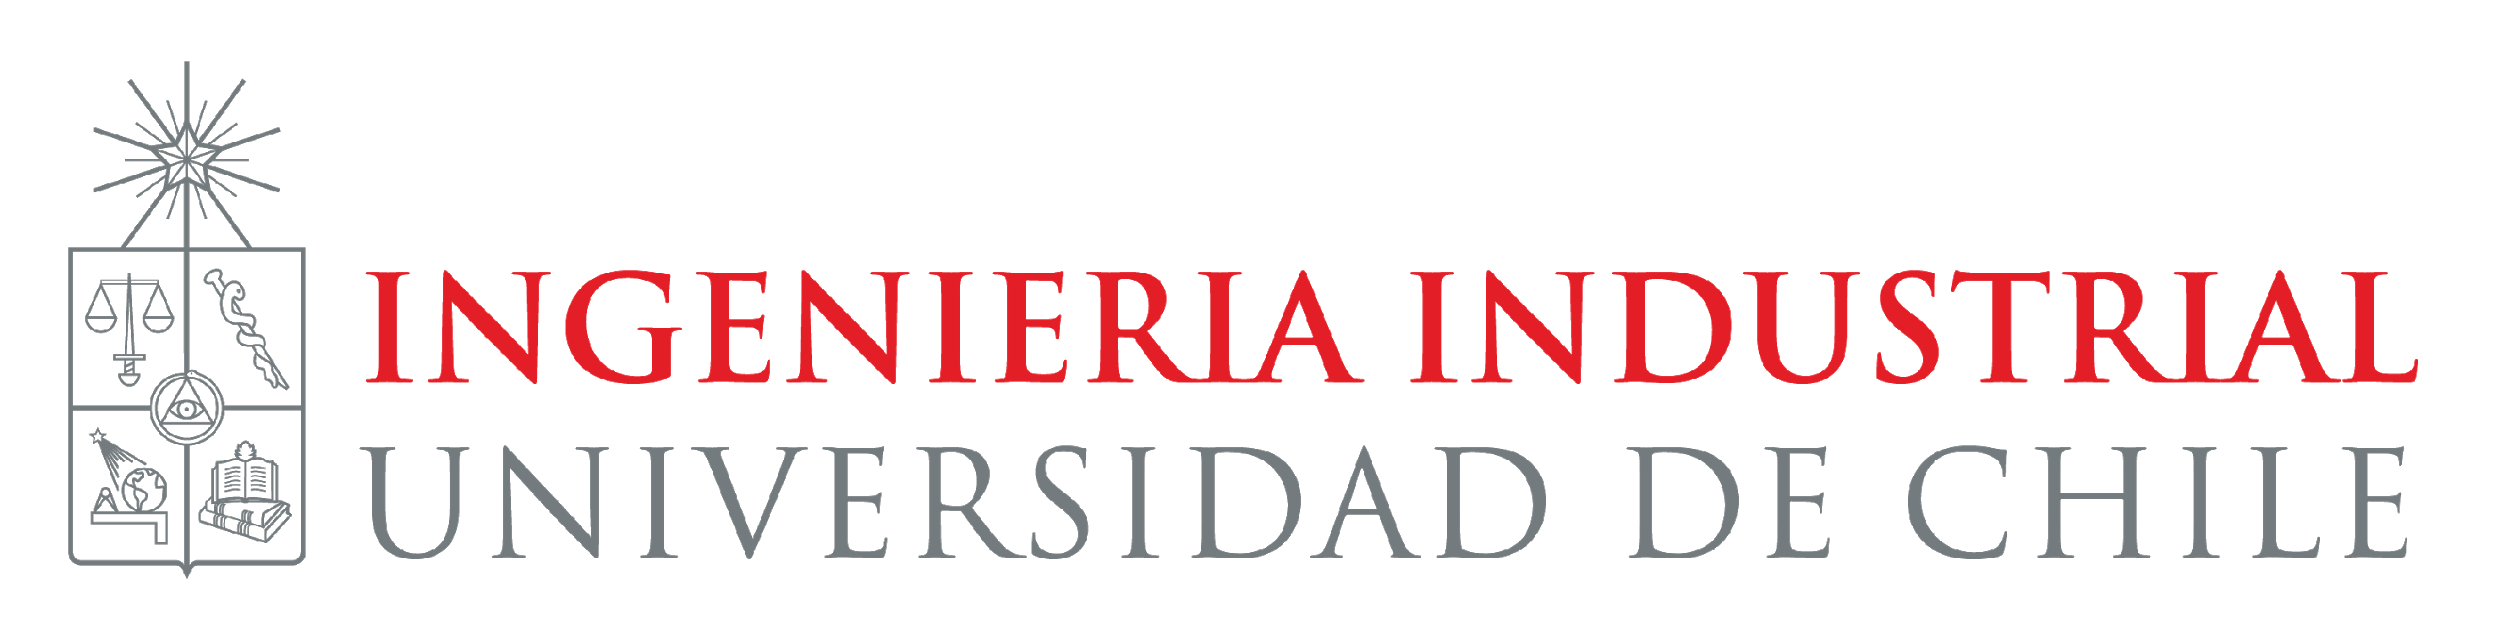 INGENIERIA INDUSTRIAL
UNIVERSIDAD DE CHILE